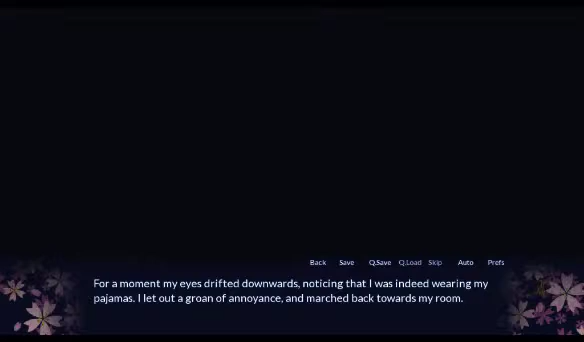 Back Save Q.Save Q.Load Skip Auto Prefs
For a moment my eyes drifted downwards, noticing that I was indeed wearing my
pajamas. I let out a groan of annoyance, and marched back towards my room.